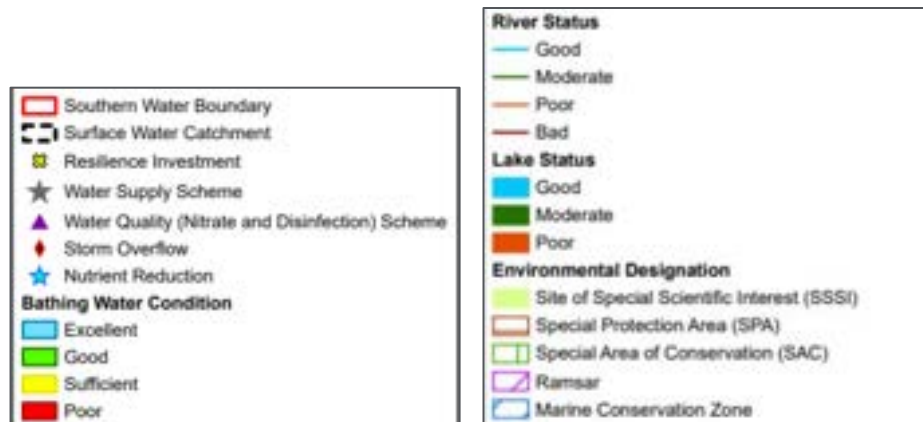 Southern Water Boundary
Surface Water Catchment
Resilience Investment
Water Supply Scheme
Water Quality (Nitrate and Disinfection) Scheme
Storm Overflow
Nutrient Reduction
Bathing Water Condition
Excellent
Good
Sufficient
Poor
River Status
Good
Moderate
Poor
Bad
Lake Status
Good
Moderate
Poor
Environmental Designation
Site of Special Scientific Interest (SSSI)
Special Protection Area (SPA)
Special Area of Conservation (SAC)
Ramsar
Marine Conservation Zone